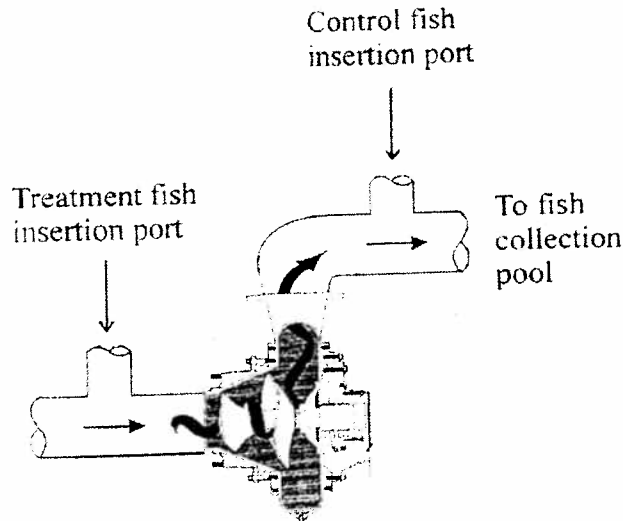 Control fish
insertion port
Treatment fish
insertion port
To fish
collection
pool